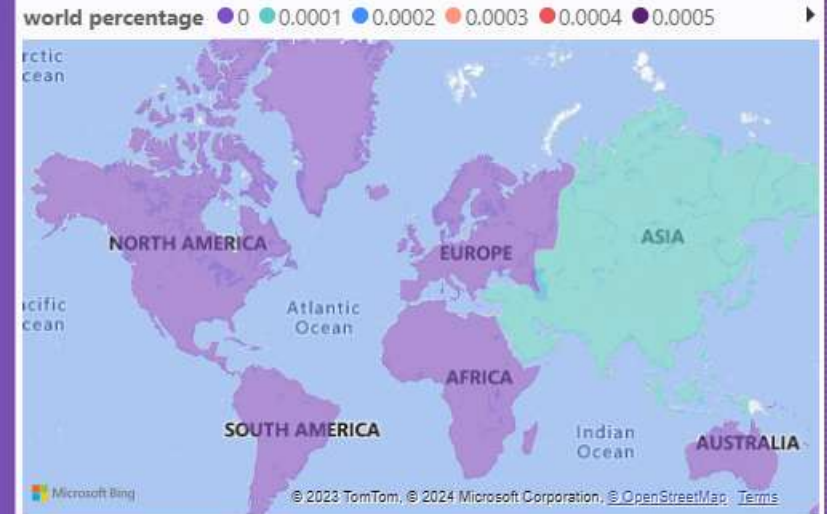 world percentage 0 0.0001 0.0002 0.0003 0.0004 0.0005
rctic
cean
NORTH AMERICA
EUROPE
ASIA
acific
cean
Atlantic
Ocean
AFRICA
SOUTH AMERICA
Indian
Ocean
AUSTRALIA
Microsoft Bing
© 2023 TomTom, © 2024 Microsoft Corporation, © OpenStreetMap Terms